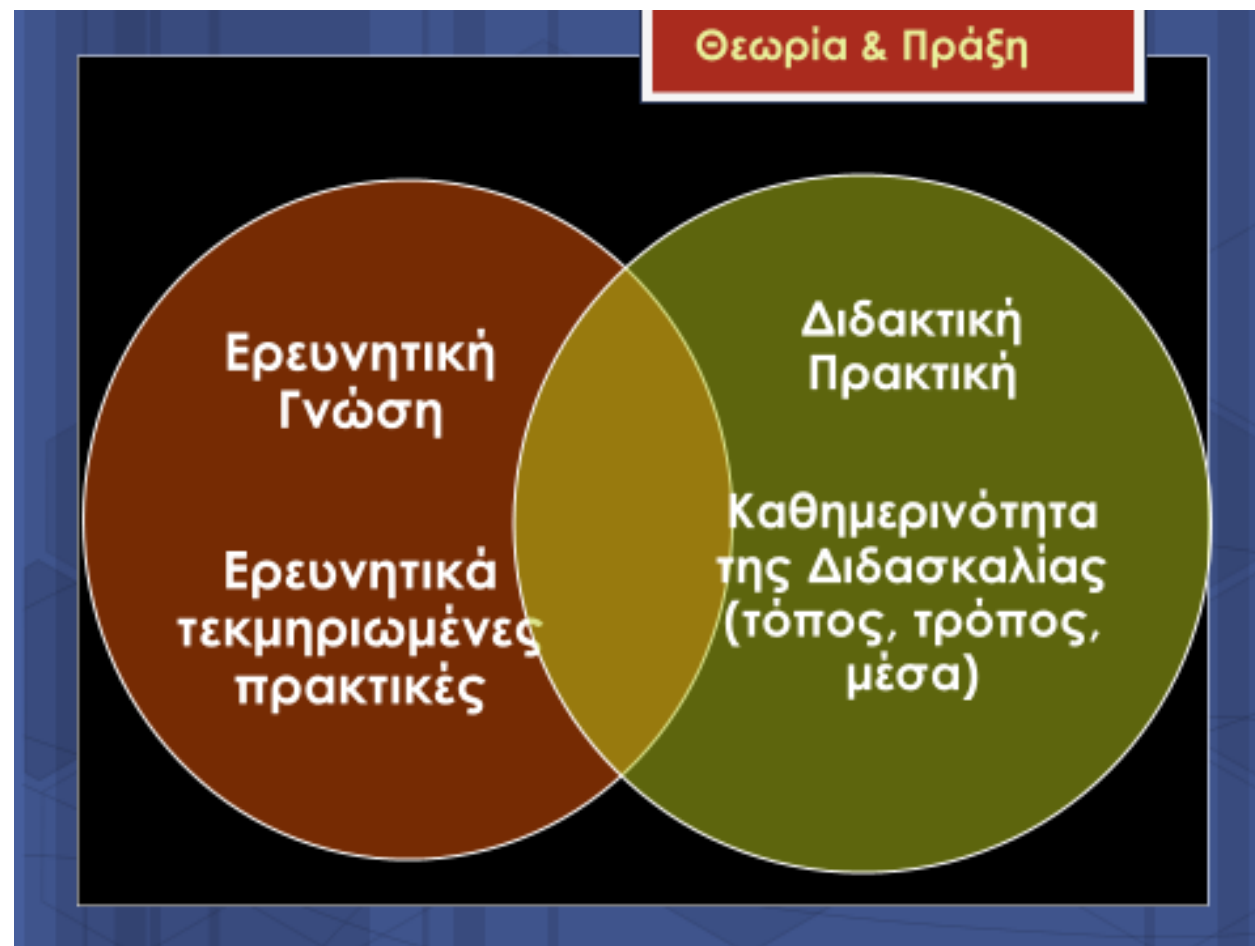 Θεωρία & Πράξη
Ερευνητική
Γνώση
Ερευνητικά
τεκμηριωμένες
πρακτικές
Διδακτική
Πρακτική
Καθημερινότητα
της Διδασκαλίας
(τόπος, τρόπος,
μέσα)